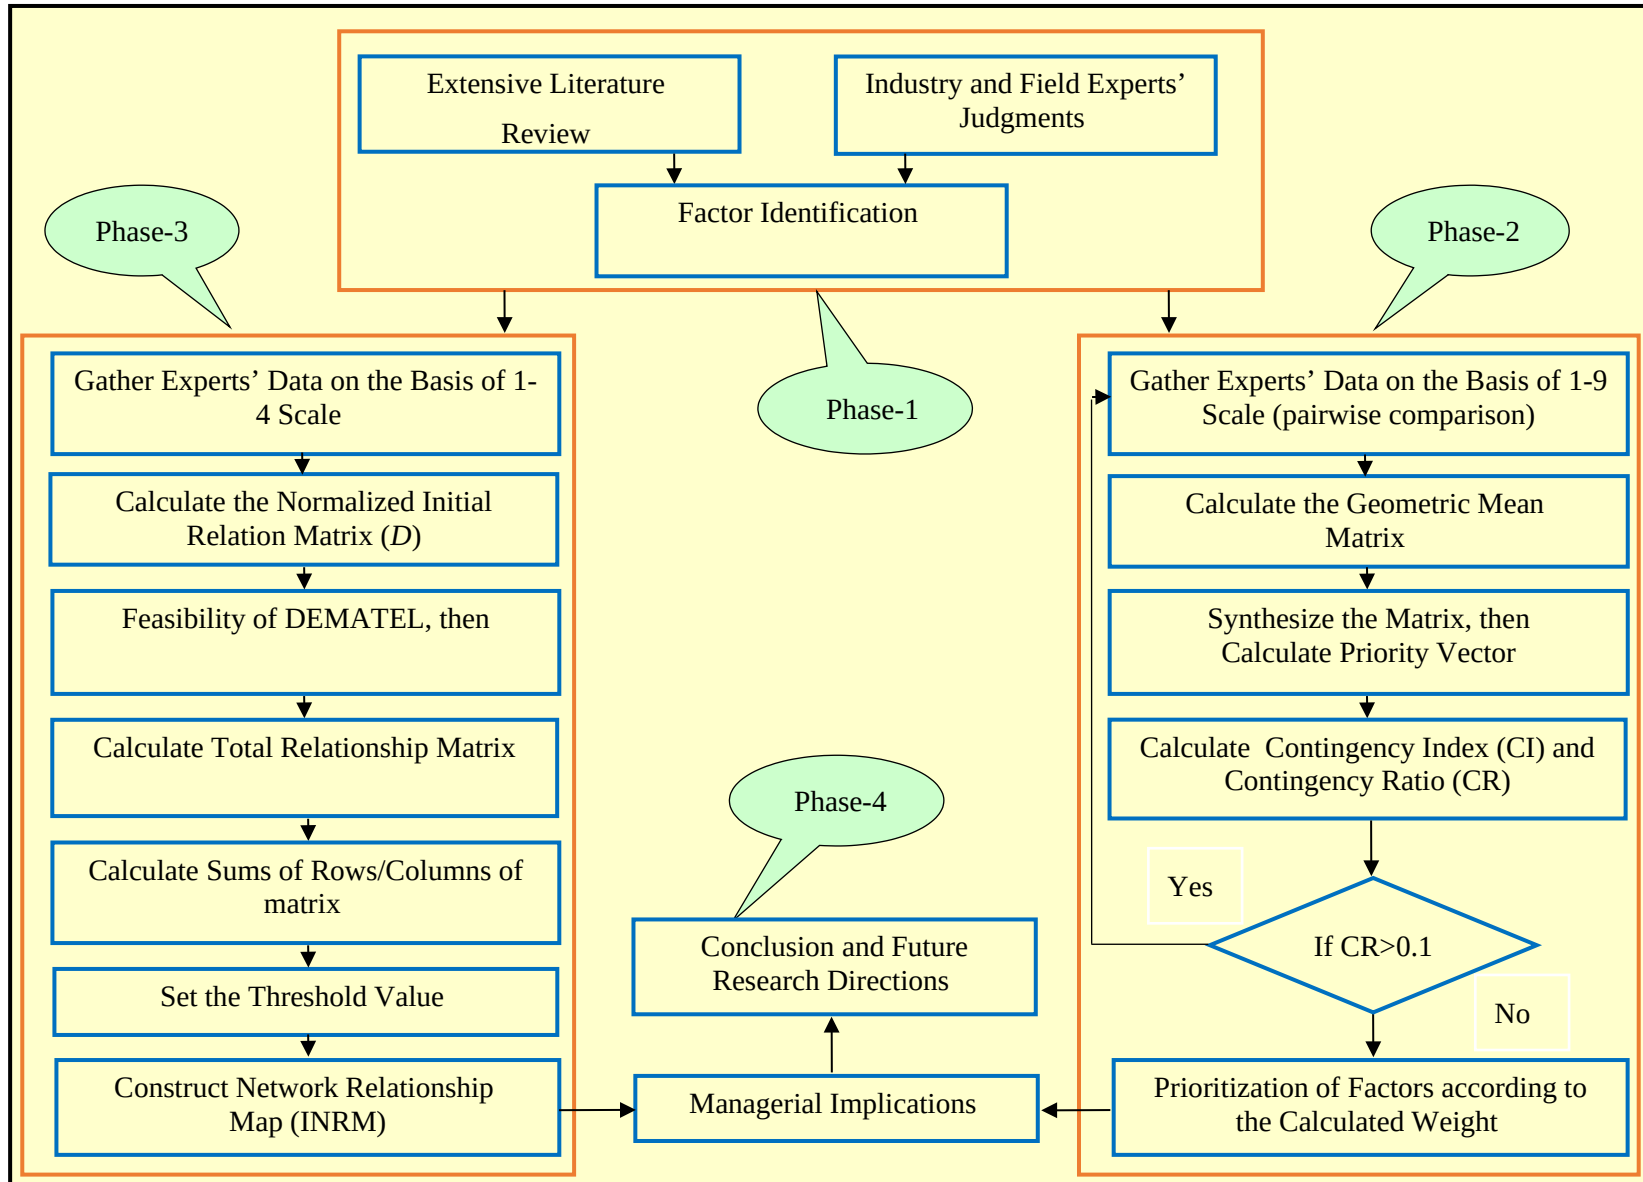 Extensive Literature
Review
Industry and Field Experts’
Judgments
Factor Identification
Phase-3
Phase-2
Phase-1
Gather Experts’ Data on the Basis of 1-
4 Scale
Calculate the Normalized Initial
Relation Matrix (D)
Feasibility of DEMATEL, then
Calculate Total Relationship Matrix
Calculate Sums of Rows/Columns of
matrix
Set the Threshold Value
Construct Network Relationship
Map (INRM)
Gather Experts’ Data on the Basis of 1-9
Scale (pairwise comparison)
Calculate the Geometric Mean
Matrix
Synthesize the Matrix, then
Calculate Priority Vector
Calculate  Contingency Index (CI) and
Contingency Ratio (CR)
Yes
If CR>0.1
No
Prioritization of Factors according to
the Calculated Weight
Phase-4
Conclusion and Future
Research Directions
Managerial Implications